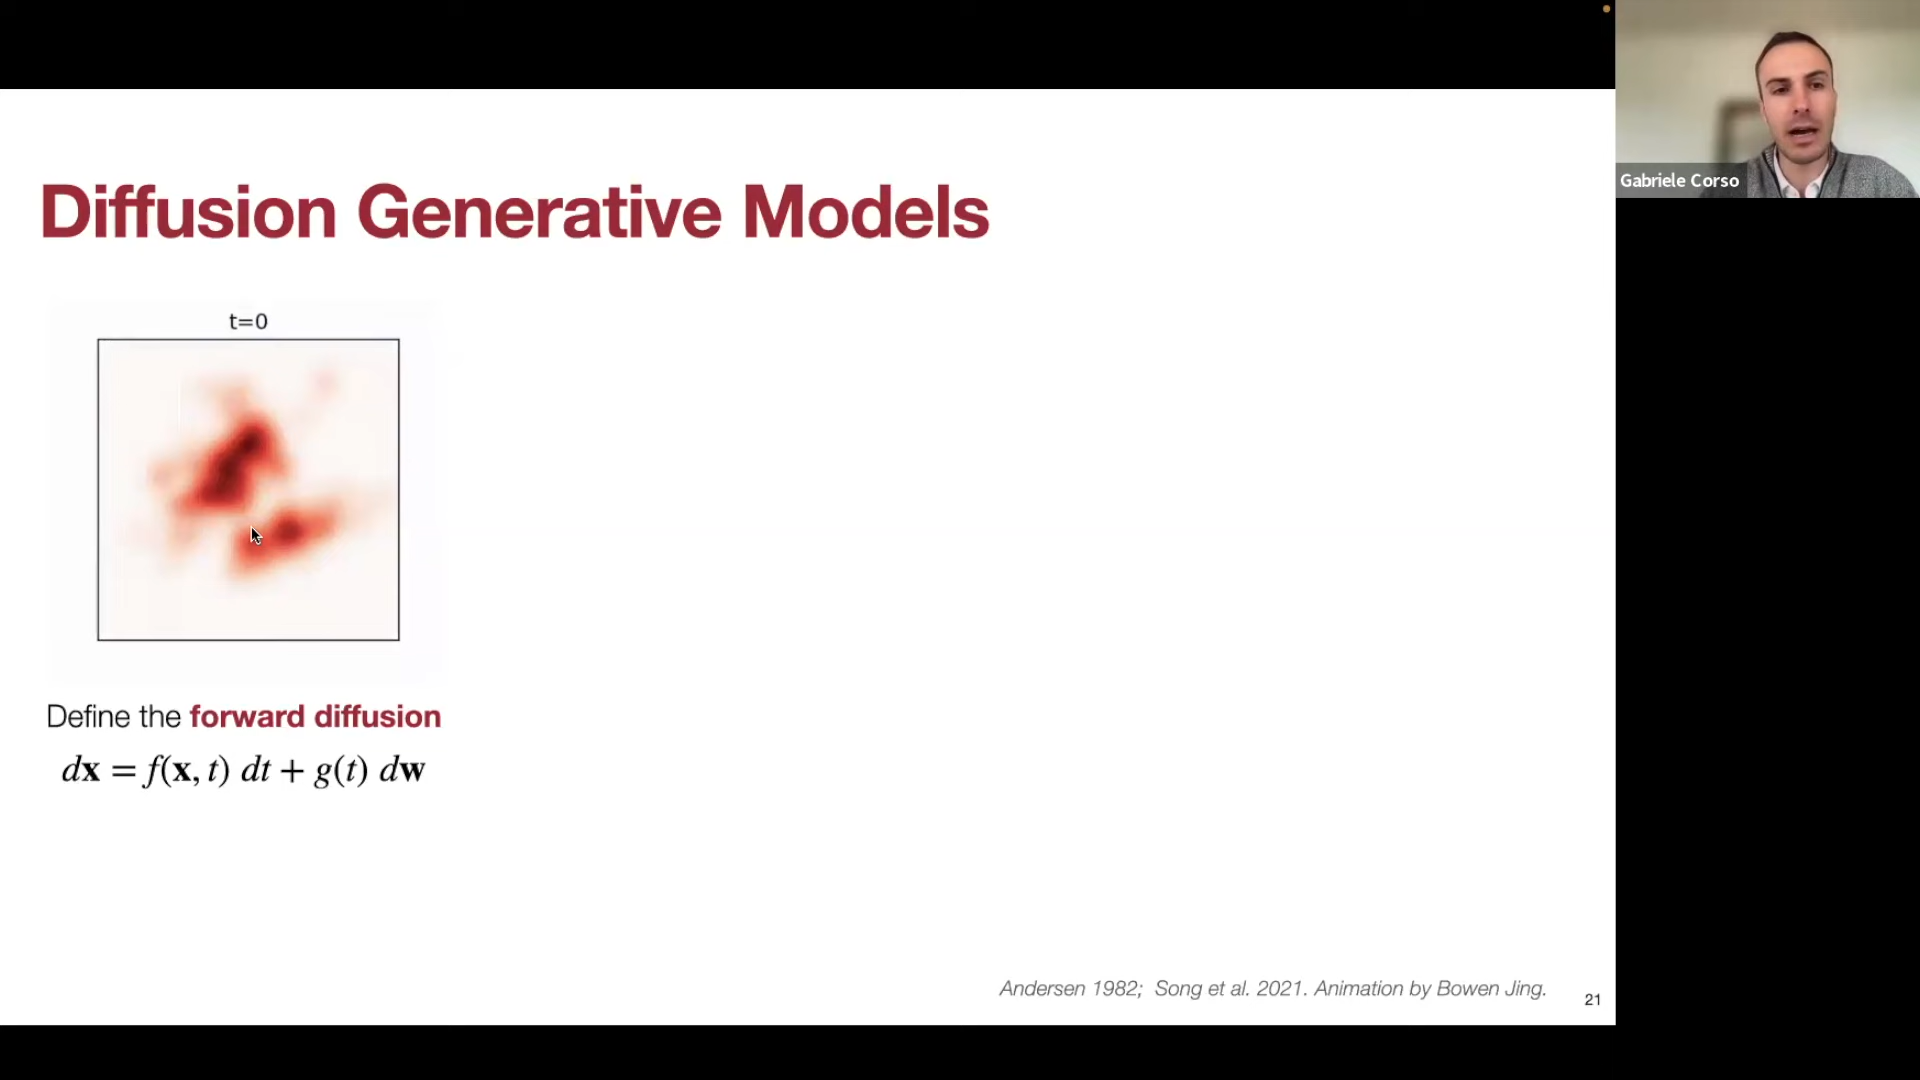 Gabriele Corso
Diffusion Generative Models
t=0
Define the forward diffusion
dx = f(x, t) dt + g(t) dw
Andersen 1982; Song et al. 2021. Animation by Bowen Jing.
21